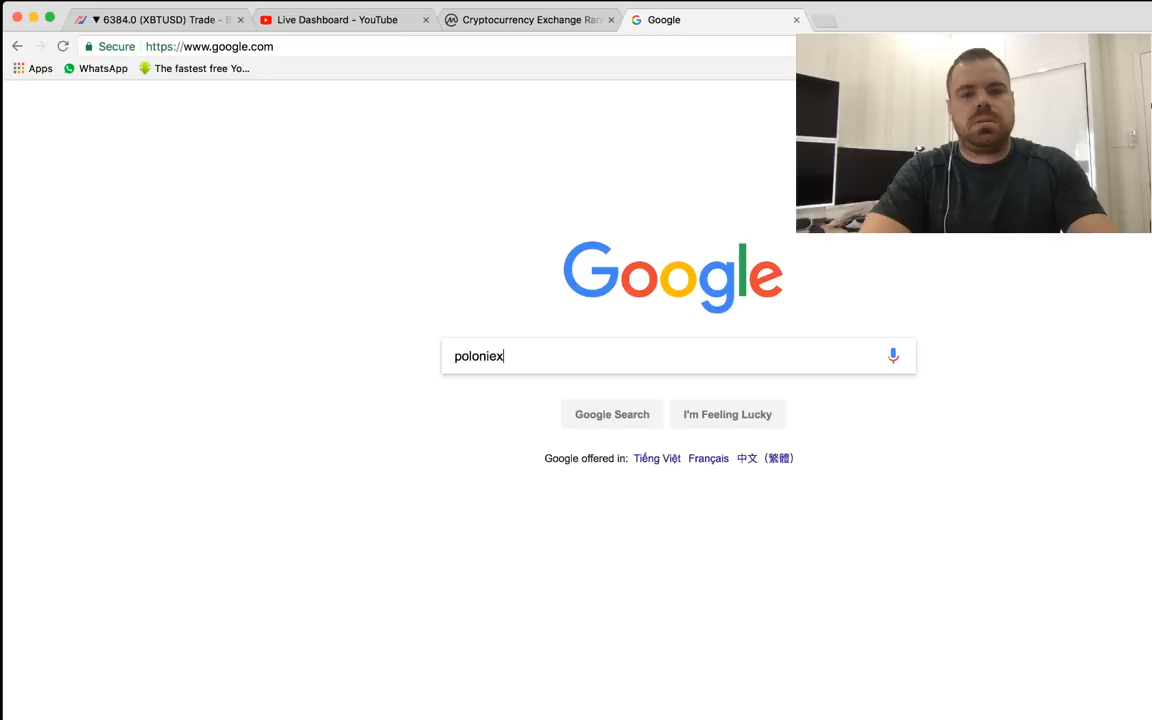 ▼ 6384.0 (XBTUSD) Trade - B
Live Dashboard - YouTube
Cryptocurrency Exchange Ran
Google
Secure https://www.google.com
Apps
WhatsApp
The fastest free Yo...
Google
poloniex
Google Search
I'm Feeling Lucky
Google offered in: Tiếng Việt Français 中文（繁體）